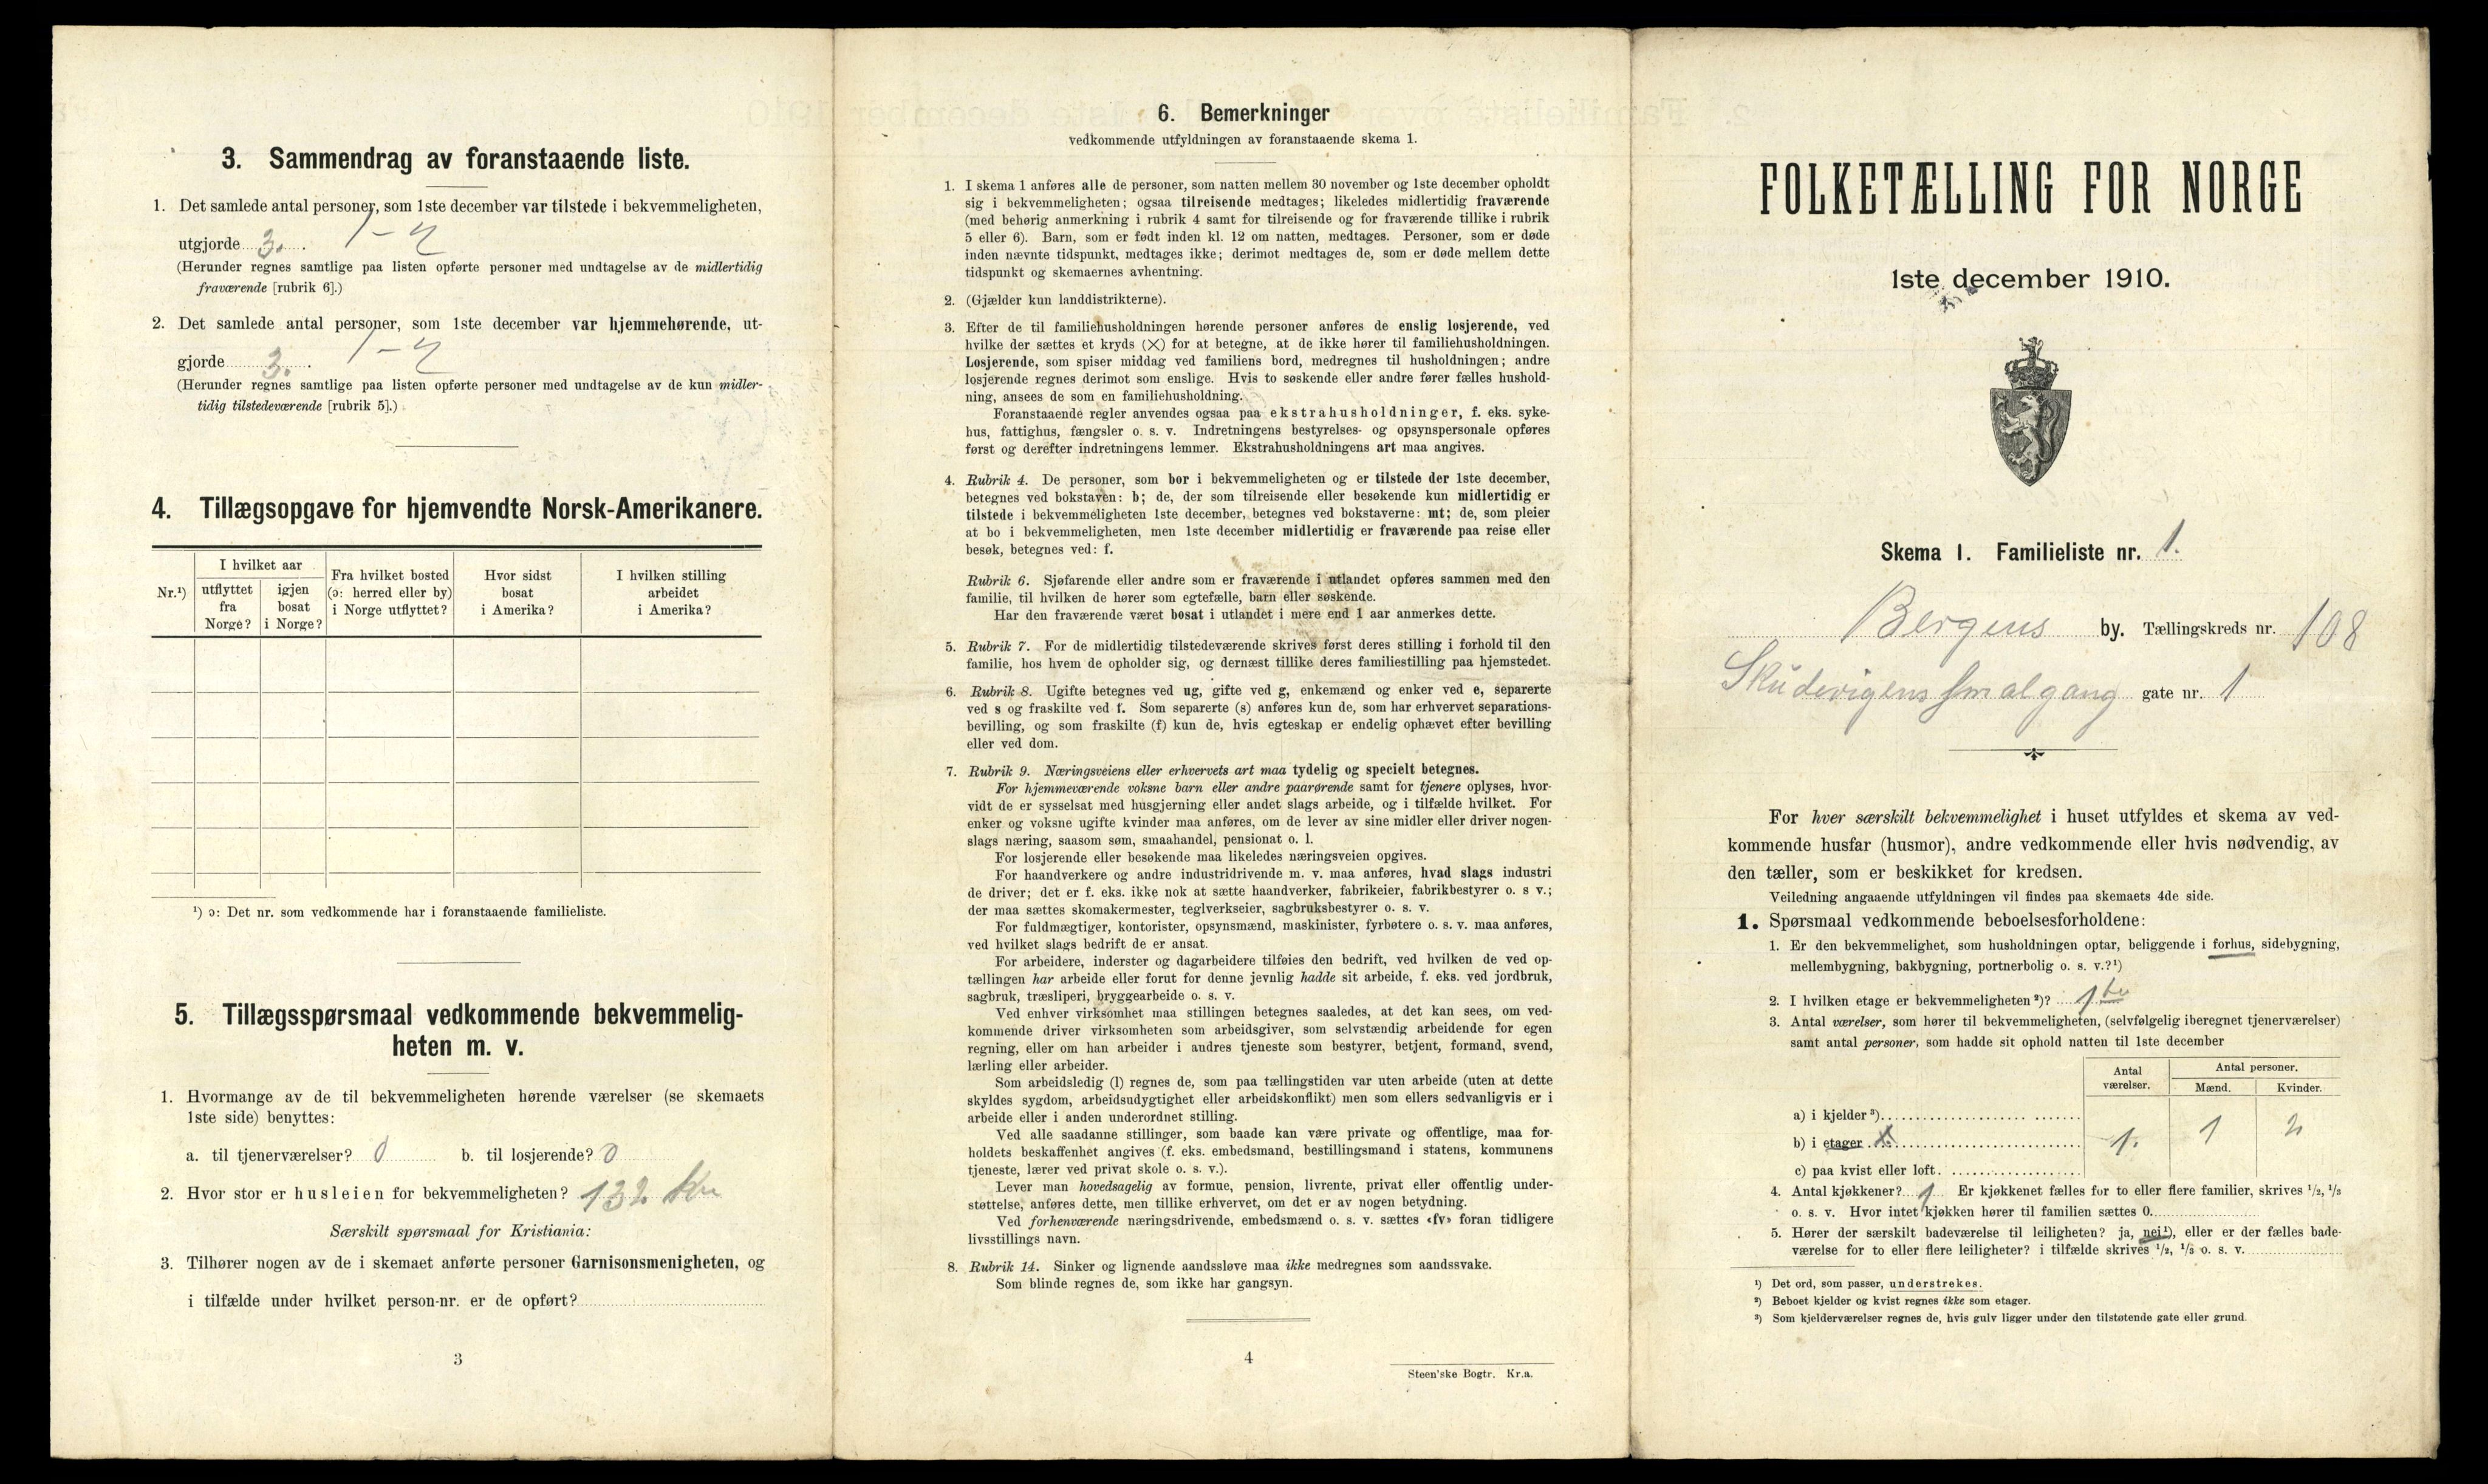 3. Sammendrag av foranstaaende liste.
1. Det samlede antal personer, som 1ste december var tilstede i bekvemmeligheten,
utgjorde 3. 1 - 2
(Herunder regnes samtlige paa listen opførte personer med undtagelse av de midlertidig
fraværende [rubrik 6].)
2. Det samlede antal personer, som 1ste december var hjemmehørende, ut-
gjorde 3. 1 - 2
(Herunder regnes samtlige paa listen opførte personer med undtagelse av de kun midler-
tidig tilstedeværende [rubrik 5].)
4. Tillægsopgave for hjemvendte Norsk-Amerikanere.
Nr.¹)
I hvilket aar
utflyttet
fra
Norge?
igjen
bosat
i Norge?
Fra hvilket bosted
(ɔ: herred eller by)
i Norge utflyttet?
Hvor sidst
bosat
i Amerika?
I hvilken stilling
arbeidet
i Amerika?
¹) ɔ: Det nr. som vedkommende har i foranstaaende familieliste.
5. Tillægsspørsmaal vedkommende bekvemmelig-
heten m. v.
1. Hvormange av de til bekvemmeligheten hørende værelser (se skemaets
1ste side) benyttes:
a. til tjenerværelser? 0 b. til losjerende? 0
2. Hvor stor er husleien for bekvemmeligheten? 132 Kr
Særskilt spørsmaal for Kristiania:
3. Tilhører nogen av de i skemaet anførte personer Garnisonsmenigheten, og
i tilfælde under hvilket person-nr. er de opført?
3
6. Bemerkninger
vedkommende utfyldningen av foranstaaende skema 1.
1. I skema 1 anføres alle de personer, som natten mellem 30 november og 1ste december opholdt
sig i bekvemmeligheten; ogsaa tilreisende medtages; likeledes midlertidig fraværende
(med behørig anmerkning i rubrik 4 samt for tilreisende og for fraværende tillike i rubrik
5 eller 6). Barn, som er født inden kl. 12 om natten, medtages. Personer, som er døde
inden nævnte tidspunkt, medtages ikke; derimot medtages de, som er døde mellem dette
tidspunkt og skemaernes avhentning.
2. (Gjælder kun landdistrikterne).
3. Efter de til familiehusholdningen hørende personer anføres de enslig losjerende, ved
hvilke der sættes et kryds (×) for at betegne, at de ikke hører til familiehusholdningen.
Losjerende, som spiser middag ved familiens bord, medregnes til husholdningen; andre
losjerende regnes derimot som enslige. Hvis to søskende eller andre fører fælles hushold-
ning, ansees de som en familiehusholdning.
Foranstaaende regler anvendes ogsaa paa ekstrahusholdninger, f. eks. syke-
hus, fattighus, fængsler o. s. v. Indretningens bestyrelses- og opsynspersonale opføres
først og derefter indretningens lemmer. Ekstrahusholdningens art maa angives.
4. Rubrik 4. De personer, som bor i bekvemmeligheten og er tilstede der 1ste december,
betegnes ved bokstaven: b; de, der som tilreisende eller besøkende kun midlertidig er
tilstede i bekvemmeligheten 1ste december, betegnes ved bokstaverne: mt; de, som pleier
at bo i bekvemmeligheten, men 1ste december midlertidig er fraværende paa reise eller
besøk, betegnes ved: f.
Rubrik 6. Sjøfarende eller andre som er fraværende i utlandet opføres sammen med den
familie, til hvilken de hører som egtefælle, barn eller søskende.
Har den fraværende været bosat i utlandet i mere end 1 aar anmerkes dette.
5. Rubrik 7. For de midlertidig tilstedeværende skrives først deres stilling i forhold til den
familie, hos hvem de opholder sig, og dernæst tillike deres familiestilling paa hjemstedet.
6. Rubrik 8. Ugifte betegnes ved ug, gifte ved g, enkemænd og enker ved e, separerte
ved s og fraskilte ved f. Som separerte (s) anføres kun de, som har erhvervet separations-
bevilling, og som fraskilte (f) kun de, hvis egteskap er endelig ophævet efter bevilling
eller ved dom.
7. Rubrik 9. Næringsveiens eller erhvervets art maa tydelig og specielt betegnes.
For hjemmeværende voksne barn eller andre paarørende samt for tjenere oplyses, hvor-
vidt de er sysselsat med husgjerning eller andet slags arbeide, og i tilfælde hvilket. For
enker og voksne ugifte kvinder maa anføres, om de lever av sine midler eller driver nogen-
slags næring, saasom søm, smaahandel, pensionat o. l.
For losjerende eller besøkende maa likeledes næringsveien opgives.
For haandverkere og andre industridrivende m. v. maa anføres, hvad slags industri
de driver; det er f. eks. ikke nok at sætte haandverker, fabrikeier, fabrikbestyrer o. s v.;
der maa sættes skomakermester, teglverkseier, sagbruksbestyrer o. s. v.
For fuldmægtiger, kontorister, opsynsmænd, maskinister, fyrbøtere o. s. v. maa anføres,
ved hvilket slags bedrift de er ansat.
For arbeidere, inderster og dagarbeidere tilføies den bedrift, ved hvilken de ved op-
tællingen har arbeide eller forut for denne jevnlig hadde sit arbeide, f. eks. ved jordbruk,
sagbruk, træsliperi, bryggearbeide o. s. v.
Ved enhver virksomhet maa stillingen betegnes saaledes, at det kan sees, om ved-
kommende driver virksomheten som arbeidsgiver, som selvstændig arbeidende for egen
regning, eller om han arbeider i andres tjeneste som bestyrer, betjent, formand, svend,
lærling eller arbeider.
Som arbeidsledig (l) regnes de, som paa tællingstiden var uten arbeide (uten at dette
skyldes sygdom, arbeidsudygtighet eller arbeidskonflikt) men som ellers sedvanligvis er i
arbeide eller i anden underordnet stilling.
Ved alle saadanne stillinger, som baade kan være private og offentlige, maa for-
holdets beskaffenhet angives (f. eks. embedsmand, bestillingsmand i statens, kommunens
tjeneste, lærer ved privat skole o. s. v.).
Lever man hovedsagelig av formue, pension, livrente, privat eller offentlig under-
støttelse, anføres dette, men tillike erhvervet, om det er av nogen betydning.
Ved forhenværende næringsdrivende, embedsmænd o. s. v. sættes «fv» foran tidligere
livsstillings navn.
8. Rubrik 14. Sinker og lignende aandssløve maa ikke medregnes som aandssvake.
Som blinde regnes de, som ikke har gangsyn.
4
Steen'ske Bogtr. Kr.a.
FOLKETÆLLING FOR NORGE
1ste december 1910.
Skema 1. Familieliste nr. 1.
Bergens by. Tællingskreds nr. 108
Skudevigens smalgang gate nr. 1
For hver særskilt bekvemmelighet i huset utfyldes et skema av ved-
kommende husfar (husmor), andre vedkommende eller hvis nødvendig, av
den tæller, som er beskikket for kredsen.
Veiledning angaaende utfyldningen vil findes paa skemaets 4de side.
1. Spørsmaal vedkommende beboelsesforholdene:
1. Er den bekvemmelighet, som husholdningen optar, beliggende i forhus, sidebygning,
mellembygning, bakbygning, portnerbolig o. s. v.?¹)
2. I hvilken etage er bekvemmeligheten²)? 1ste
3. Antal værelser, som hører til bekvemmeligheten, (selvfølgelig iberegnet tjenerværelser)
samt antal personer, som hadde sit ophold natten til 1ste december
Antal
værelser.
Antal personer.
Mænd. Kvinder.
a) i kjelder³)
b) i etager x 1. 1 2
c) paa kvist eller loft.
4. Antal kjøkkener? 1 Er kjøkkenet fælles for to eller flere familier, skrives ¹/₂, ¹/₃
o. s. v. Hvor intet kjøkken hører til familien sættes 0.
5. Hører der særskilt badeværelse til leiligheten? ja, nei¹), eller er der fælles bade-
værelse for to eller flere leiligheter? i tilfælde skrives ¹/₂, ¹/₃ o. s. v.
¹) Det ord, som passer, understrekes.
²) Beboet kjelder og kvist regnes ikke som etager.
³) Som kjelderværelser regnes de, hvis gulv ligger under den tilstøtende gate eller grund.